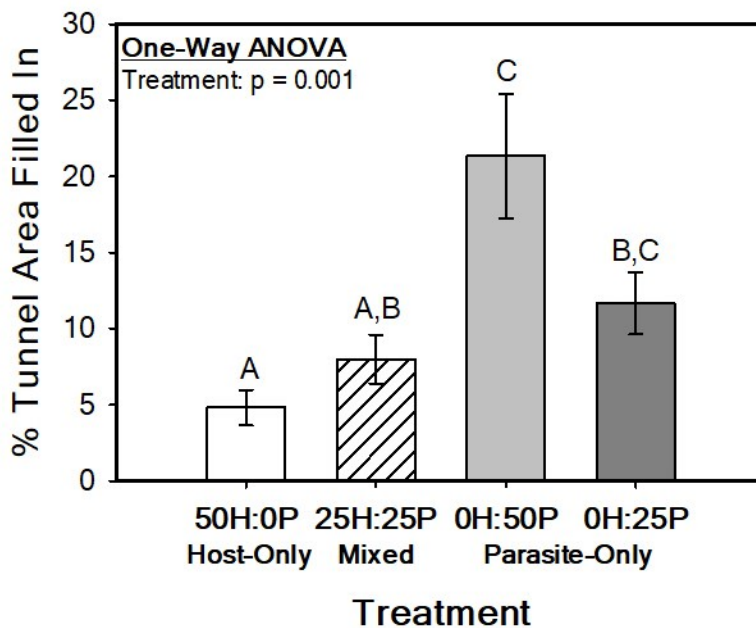 30
One-Way ANOVA
Treatment: p = 0.001
25
20
15
10
5
0
% Tunnel Area Filled In
A
A,B
C
B,C
50H:0P 25H:25P 0H:50P 0H:25P
Host-Only Mixed Parasite-Only
Treatment